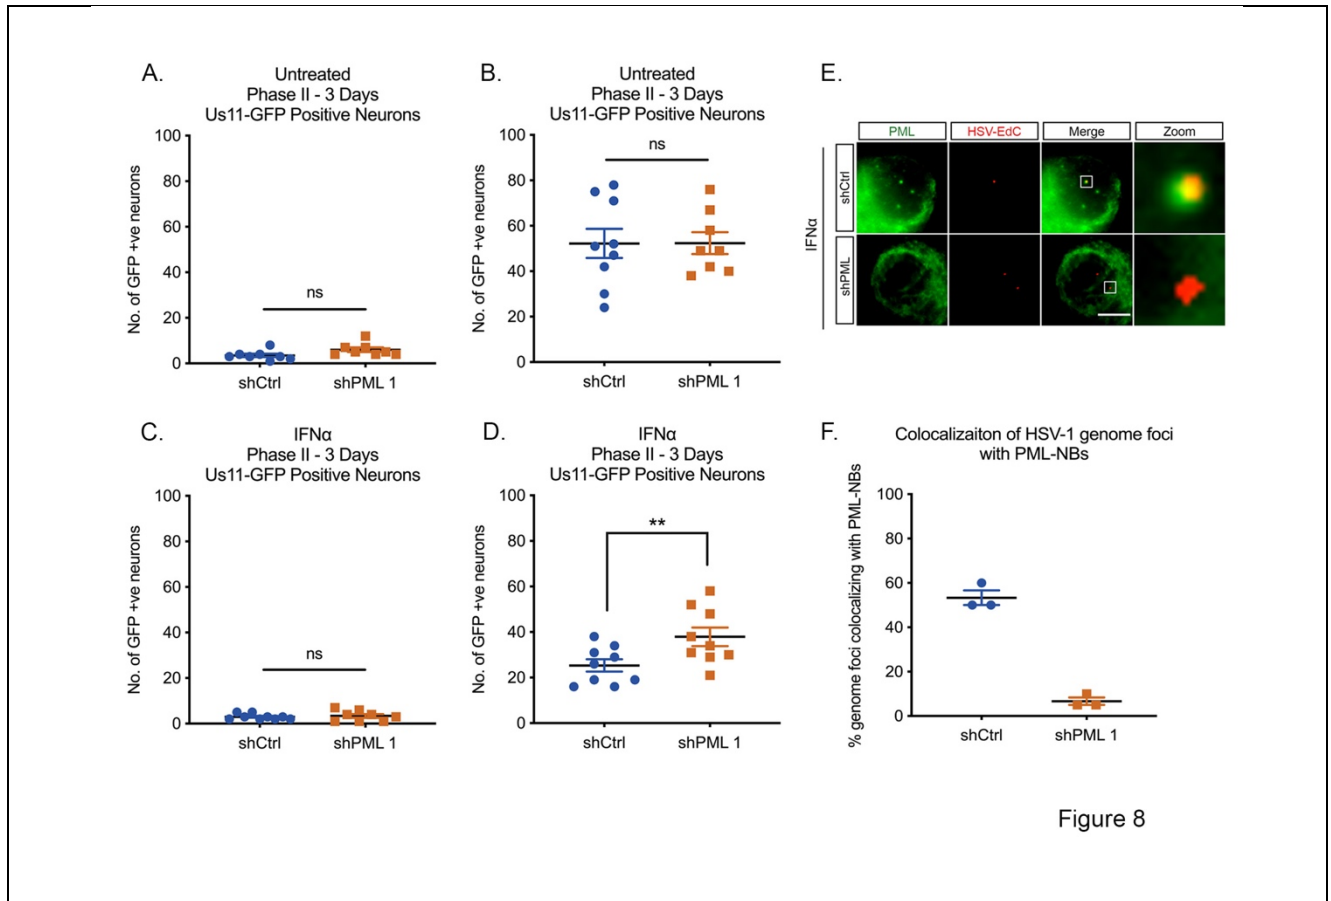 A.
Untreated
Phase II - 3 Days
Us11-GFP Positive Neurons
No. of GFP +ve neurons
100
80
60
40
20
0
ns
shCtrl
shPML 1
B.
Untreated
Phase II - 3 Days
Us11-GFP Positive Neurons
No. of GFP +ve neurons
100
80
60
40
20
0
ns
shCtrl
shPML 1
E.
PML
HSV-EdC
Merge
Zoom
IFNα
shCtrl
shPML
C.
IFNα
Phase II - 3 Days
Us11-GFP Positive Neurons
No. of GFP +ve neurons
100
80
60
40
20
0
ns
shCtrl
shPML 1
D.
IFNα
Phase II - 3 Days
Us11-GFP Positive Neurons
No. of GFP +ve neurons
100
80
60
40
20
0
**
shCtrl
shPML 1
F.
Colocalizaiton of HSV-1 genome foci
with PML-NBs
% genome foci colocalizing with PML-NBs
100
80
60
40
20
0
shCtrl
shPML 1
Figure 8